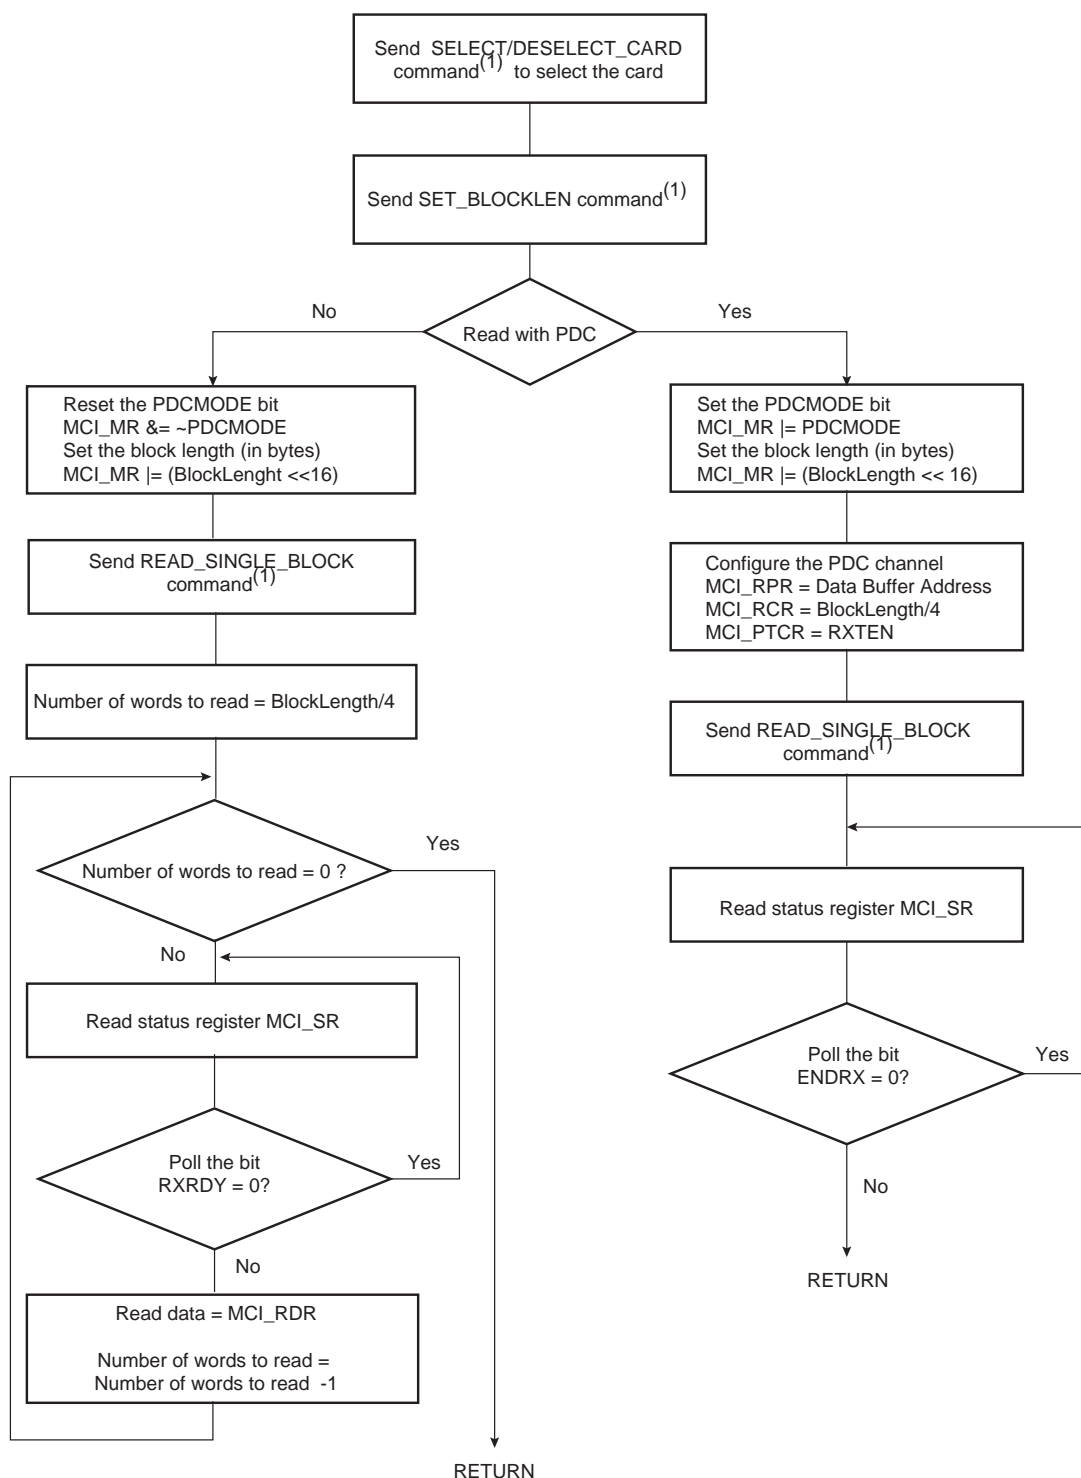 Send SELECT/DESELECT_CARD
command(1) to select the card
Send SET_BLOCKLEN command(1)
No
Yes
Read with PDC
Reset the PDCMODE bit
MCI_MR &= ~PDCMODE
Set the block length (in bytes)
MCI_MR |= (BlockLenght <<16)
Set the PDCMODE bit
MCI_MR |= PDCMODE
Set the block length (in bytes)
MCI_MR |= (BlockLength << 16)
Send READ_SINGLE_BLOCK
command(1)
Configure the PDC channel
MCI_RPR = Data Buffer Address
MCI_RCR = BlockLength/4
MCI_PTCR = RXTEN
Number of words to read = BlockLength/4
Send READ_SINGLE_BLOCK
command(1)
Number of words to read = 0 ?
Yes
No
Read status register MCI_SR
Read status register MCI_SR
Poll the bit
ENDRX = 0?
Yes
Poll the bit
RXRDY = 0?
Yes
No
No
RETURN
Read data = MCI_RDR
Number of words to read =
Number of words to read -1
RETURN